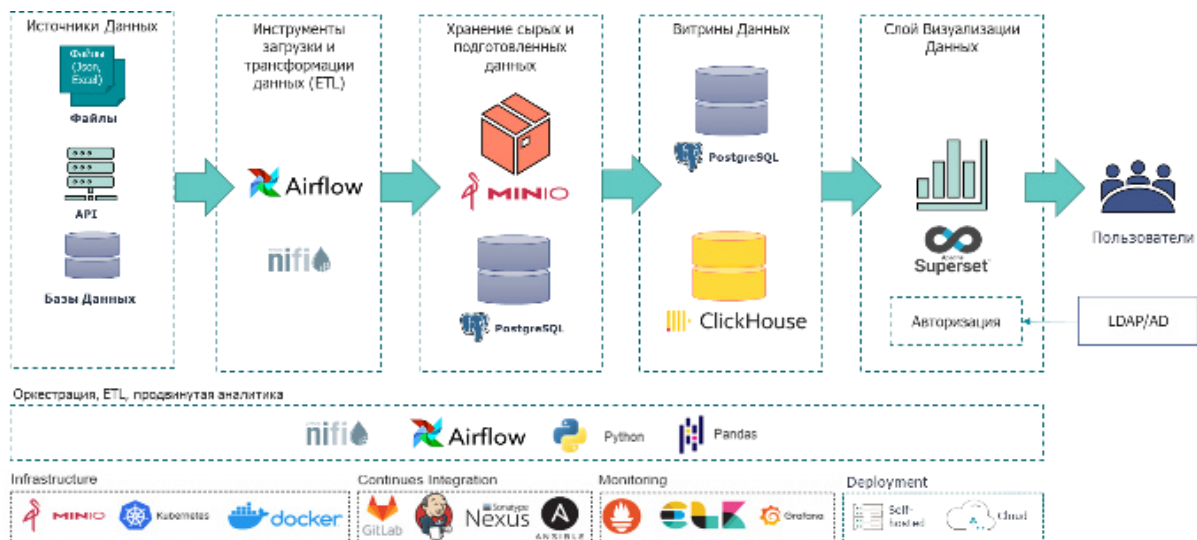 Источники Данных
Файлы
(Json,
Excel)
Файлы
API
Базы Данных
Инструменты
загрузки и
трансформации
данных (ETL)
Airflow
nifi
Хранение сырых и
подготовленных
данных
MINIO
PostgreSQL
Витрины Данных
PostgreSQL
ClickHouse
Слой Визуализации
Данных
Apache
Superset
Авторизация
Пользователи
LDAP/AD
Оркестрация, ETL, продвинутая аналитика
nifi
Airflow
Python
Pandas
Infrastructure
MINIO
Kubernetes
docker
Continues Integration
GitLab
Sonatype
Nexus
A
ANSIBLE
Monitoring
Grafana
Deployment
Self-
hosted
Cloud